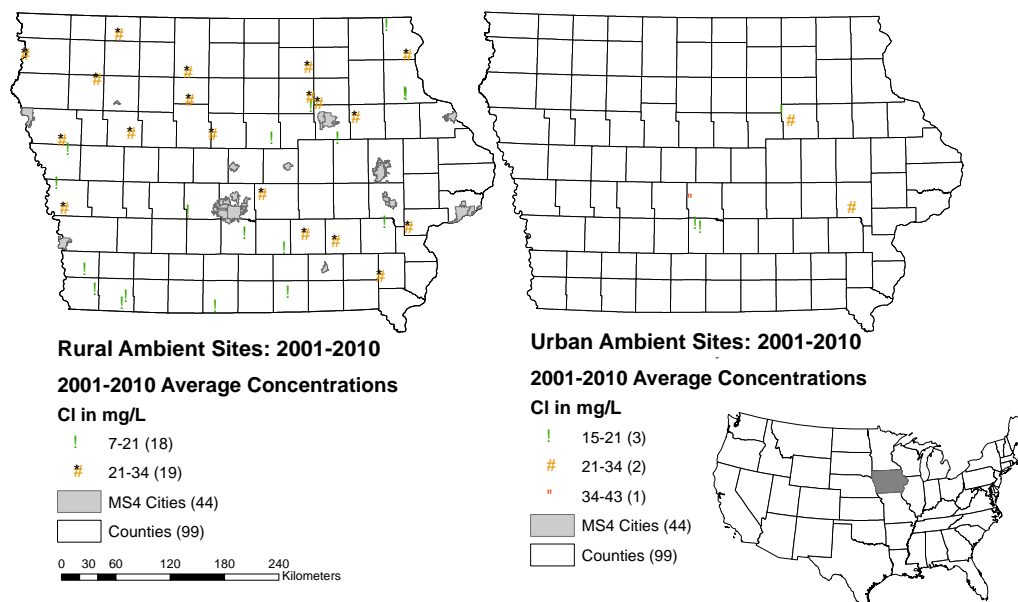 Rural Ambient Sites: 2001-2010
2001-2010 Average Concentrations
Cl in mg/L
! 7-21 (18)
# 21-34 (19)
MS4 Cities (44)
Counties (99)
0 30 60 120 180 240
Kilometers
Urban Ambient Sites: 2001-2010
2001-2010 Average Concentrations
Cl in mg/L
! 15-21 (3)
# 21-34 (2)
" 34-43 (1)
MS4 Cities (44)
Counties (99)